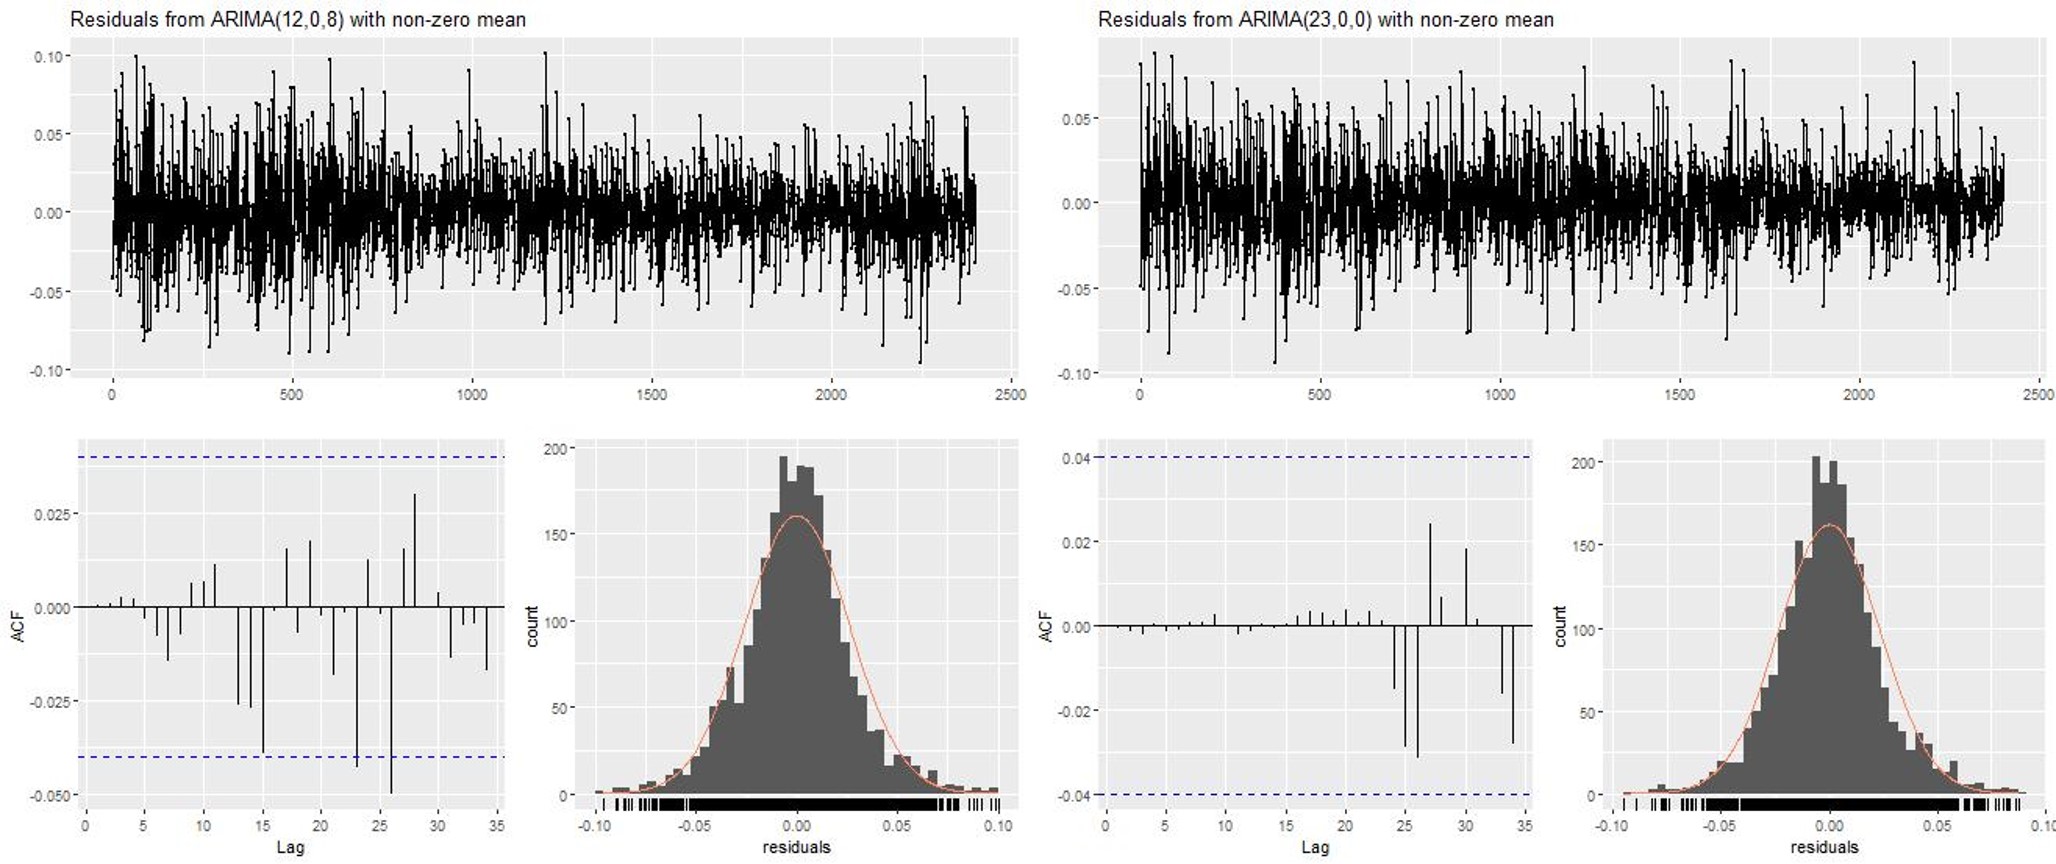 Residuals from ARIMA(12,0,8) with non-zero mean
0.10
0.05
0.00
-0.05
-0.10
0 500 1000 1500 2000 2500
ACF
0.025
0.000
-0.025
-0.050
0 5 10 15 20 25 30 35
Lag
count
200
150
100
50
0
-0.10 -0.05 0.00 0.05 0.10
residuals
Residuals from ARIMA(23,0,0) with non-zero mean
0.05
0.00
-0.05
-0.10
0 500 1000 1500 2000 2500
ACF
0.04
0.02
0.00
-0.02
-0.04
0 5 10 15 20 25 30 35
Lag
count
200
150
100
50
0
-0.10 -0.05 0.00 0.05 0.10
residuals